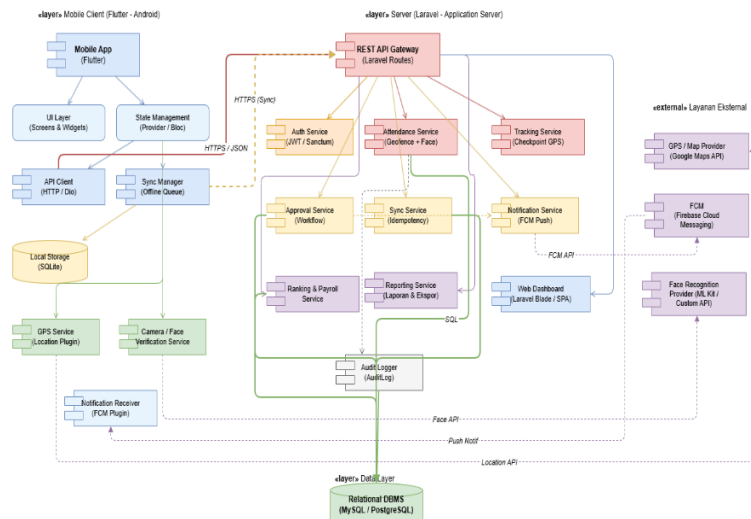 «layer» Mobile Client (Flutter - Android)
«layer» Server (Laravel - Application Server)
Mobile App
(Flutter)
REST API Gateway
(Laravel Routes)
HTTPS (Sync)
«external» Layanan Eksternal
UI Layer
(Screens & Widgets)
State Management
(Provider / Bloc)
HTTPS / JSON
Auth Service
(JWT / Sanctum)
Attendance Service
(Geofence + Face)
Tracking Service
(Checkpoint GPS)
GPS / Map Provider
(Google Maps API)
API Client
(HTTP / Dio)
Sync Manager
(Offline Queue)
Approval Service
(Workflow)
Sync Service
(Idempotency)
Notification Service
(FCM Push)
FCM
(Firebase Cloud
Messaging)
FCM API
Local Storage
(SQLite)
Ranking & Payroll
Service
Reporting Service
(Laporan & Ekspor)
Web Dashboard
(Laravel Blade / SPA)
Face Recognition
Provider (ML Kit /
Custom API)
SQL
GPS Service
(Location Plugin)
Camera / Face
Verification Service
Audit Logger
(AuditLog)
Notification Receiver
(FCM Plugin)
Face API
Push Notif
Location API
«layer» Data Layer
Relational DBMS
(MySQL / PostgreSQL)